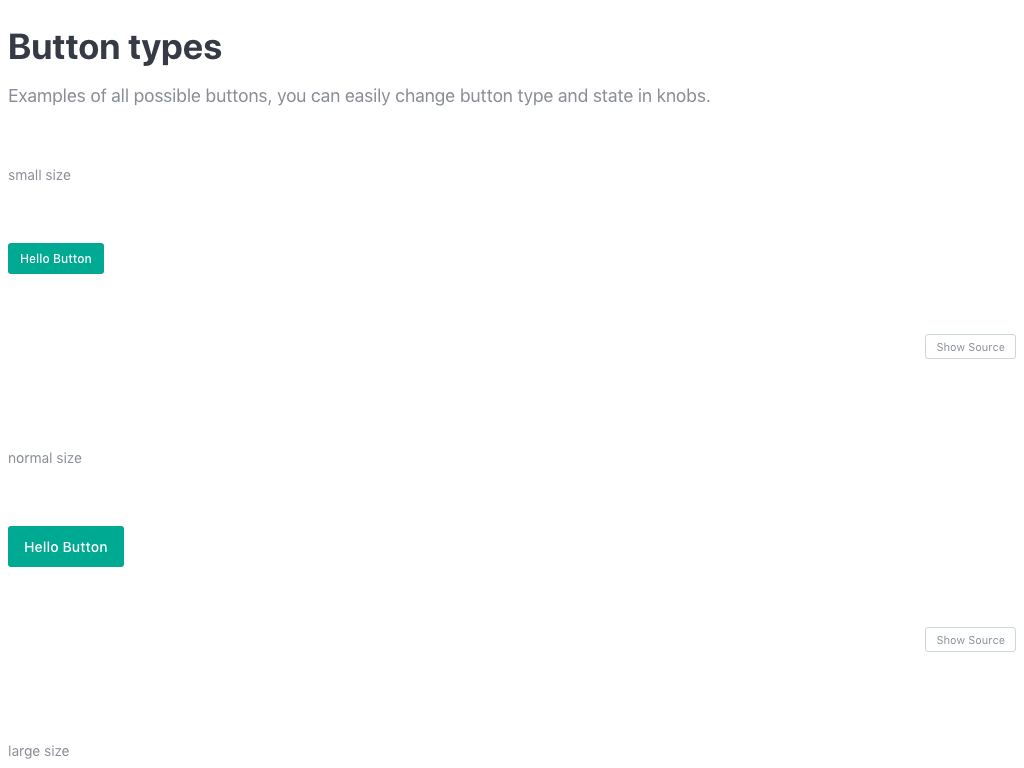 Button types
Examples of all possible buttons, you can easily change button type and state in knobs.
small size
Hello Button
Show Source
normal size
Hello Button
Show Source
large size